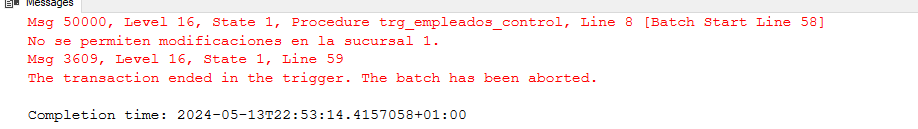 Messages
Msg 50000, Level 16, State 1, Procedure trg_empleados_control, Line 8 [Batch Start Line 58]
No se permiten modificaciones en la sucursal 1.
Msg 3609, Level 16, State 1, Line 59
The transaction ended in the trigger. The batch has been aborted.
Completion time: 2024-05-13T22:53:14.4157058+01:00